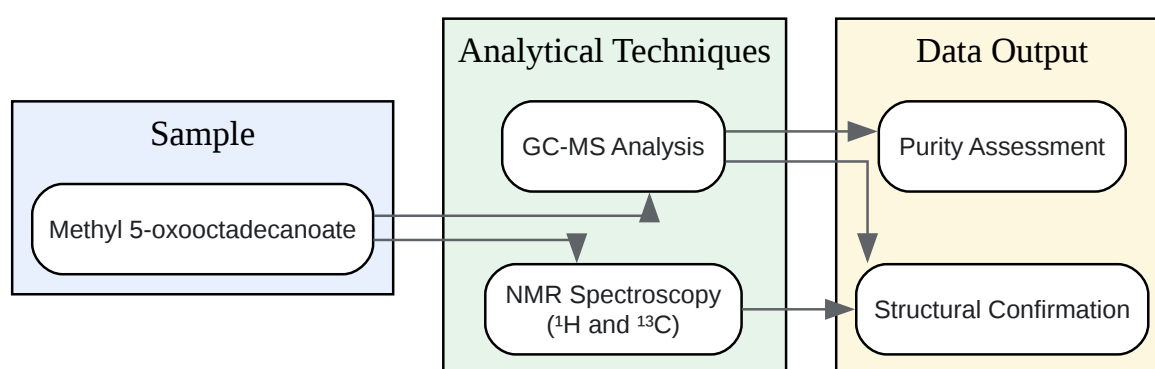 Sample
Methyl 5-oxooctadecanoate
Analytical Techniques
GC-MS Analysis
NMR Spectroscopy
(¹H and ¹³C)
Data Output
Purity Assessment
Structural Confirmation